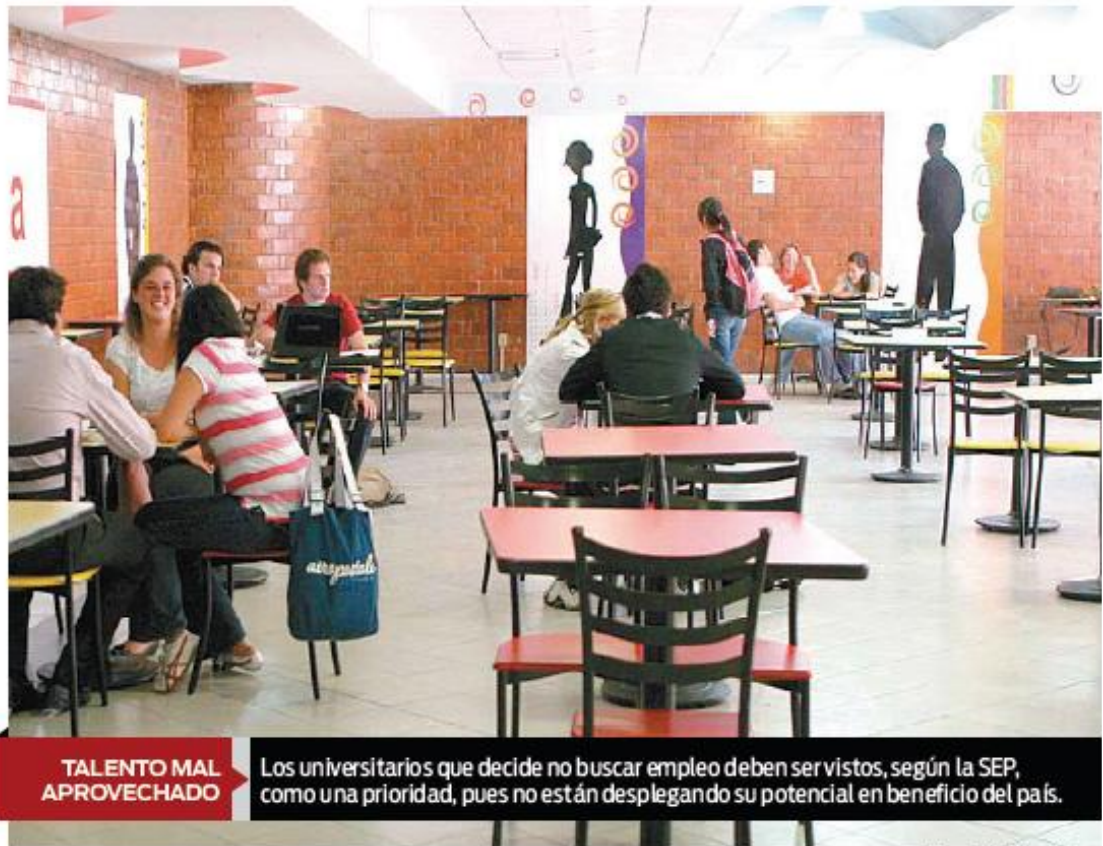 a
aéropostale
TALENTO MAL
APROVECHADO
Los universitarios que decide no buscar empleo deben ser vistos, según la SEP,
como una prioridad, pues no están desplegando su potencial en beneficio del país.